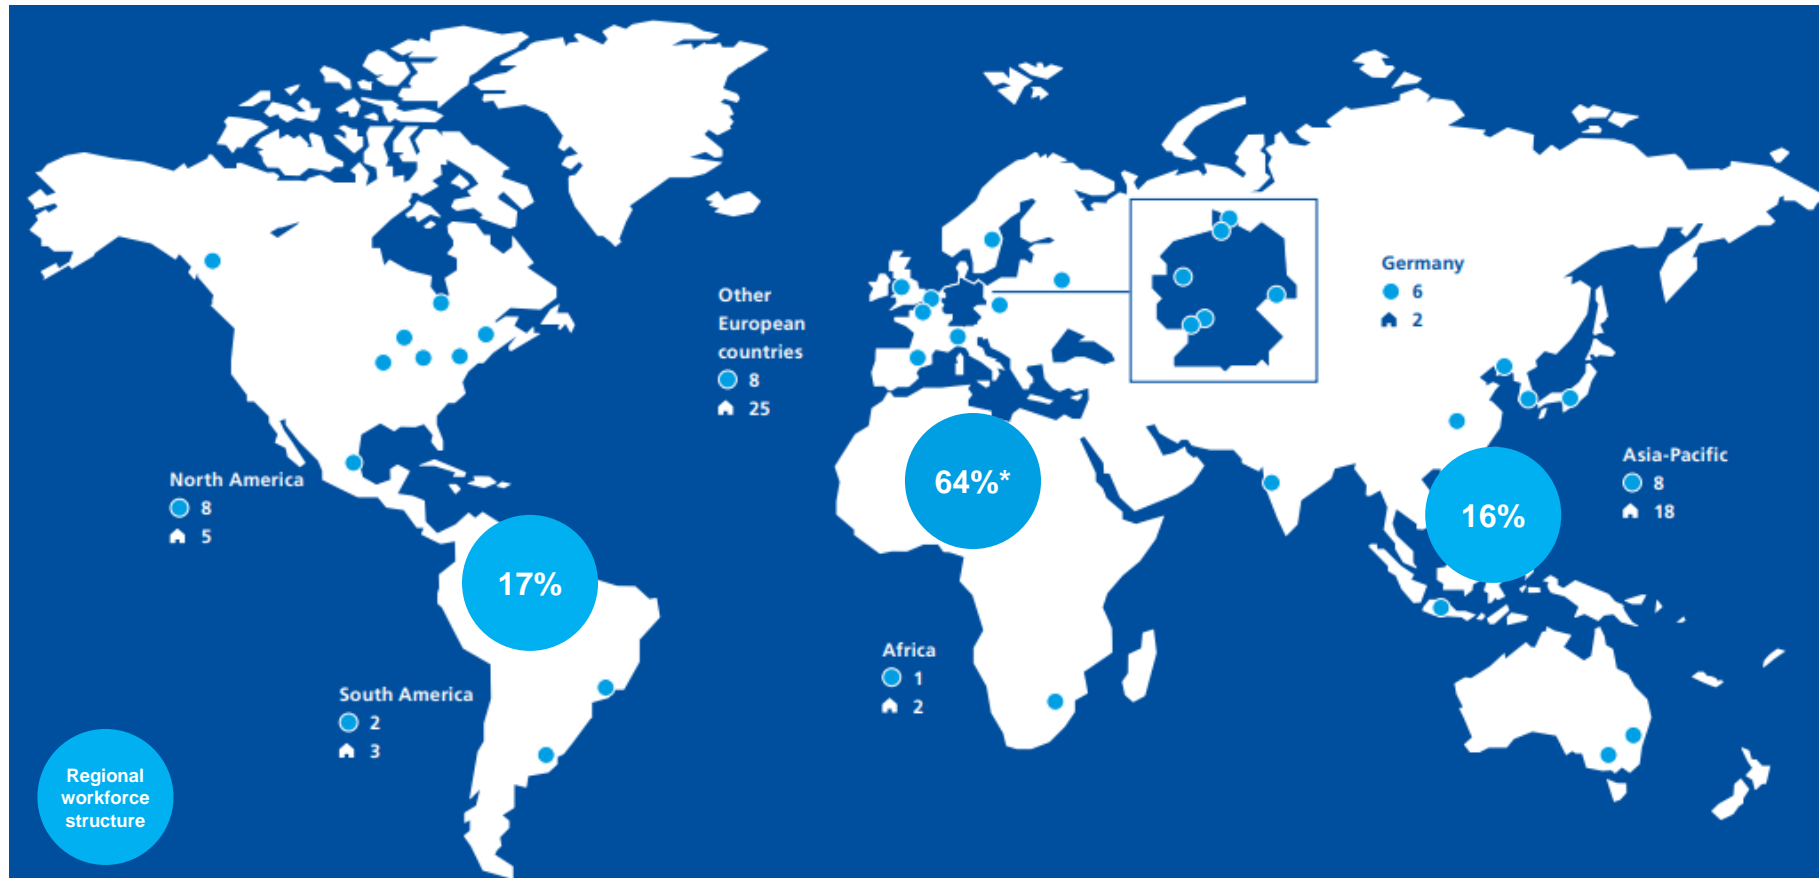 Other
European
countries
8
25
Germany
6
2
North America
8
5
64%*
Asia-Pacific
8
18
16%
17%
Africa
1
2
South America
2
3
Regional
workforce
structure